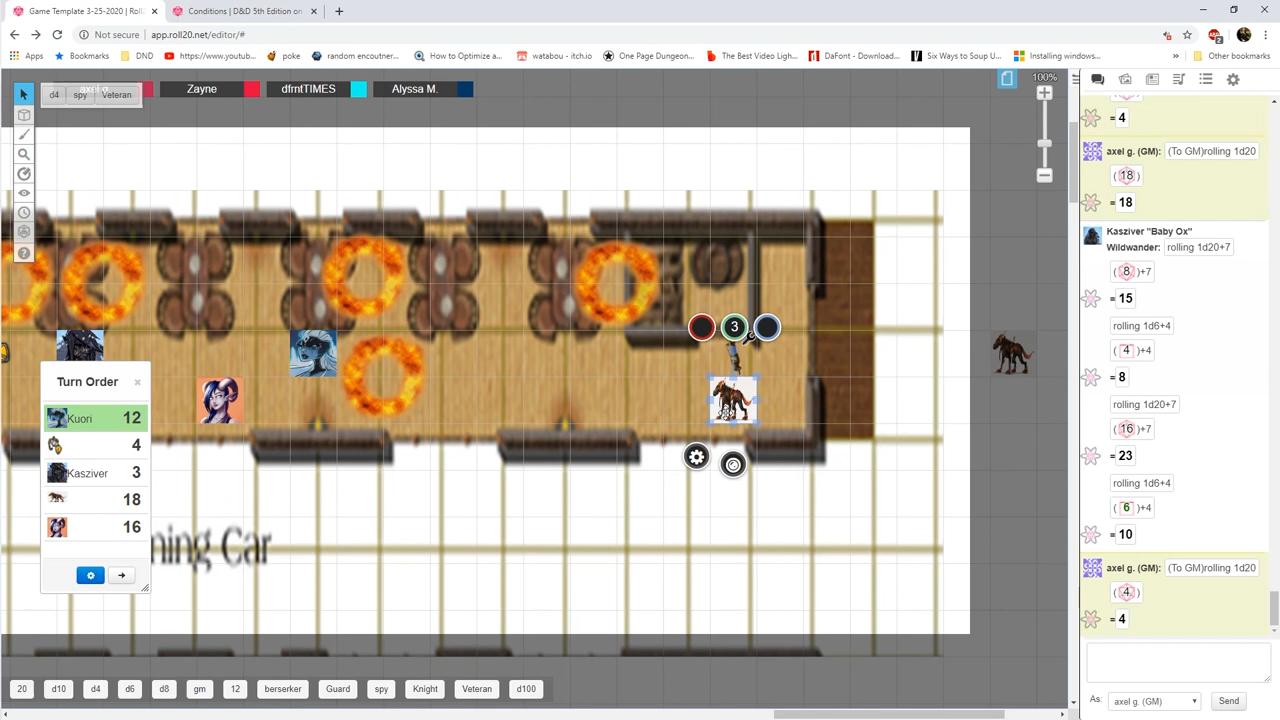 Game Template 3-25-2020 | Roll2
Conditions | D&D 5th Edition on
Not secure
app.roll20.net/editor/#
Apps
Bookmarks
DND
https://www.youtube...
poke
random encoutner...
How to Optimize a...
watabou - itch.io
One Page Dungeon...
The Best Video Ligh...
DaFont - Download...
Six Ways to Soup U...
Installing windows...
»
Other bookmarks
2
d4
spy
Veteran
Zayne
dfrnfTIMES
Alyssa M.
100%
= 4
axel g. (GM): (To GM)rolling 1d20
(18)
= 18
Kasziver "Baby Ox"
Wildwander: rolling 1d20+7
(8)+7
= 15
rolling 1d6+4
(4)+4
= 8
rolling 1d20+7
(16)+7
= 23
rolling 1d6+4
(6)+4
= 10
axel g. (GM): (To GM)rolling 1d20
(4)
= 4
3
Turn Order ×
Kuori 12
4
Kasziver 3
18
16
ning Car
20
d10
d4
d6
d8
gm
12
berserker
Guard
spy
Knight
Veteran
d100
As: axel g. (GM)
Send